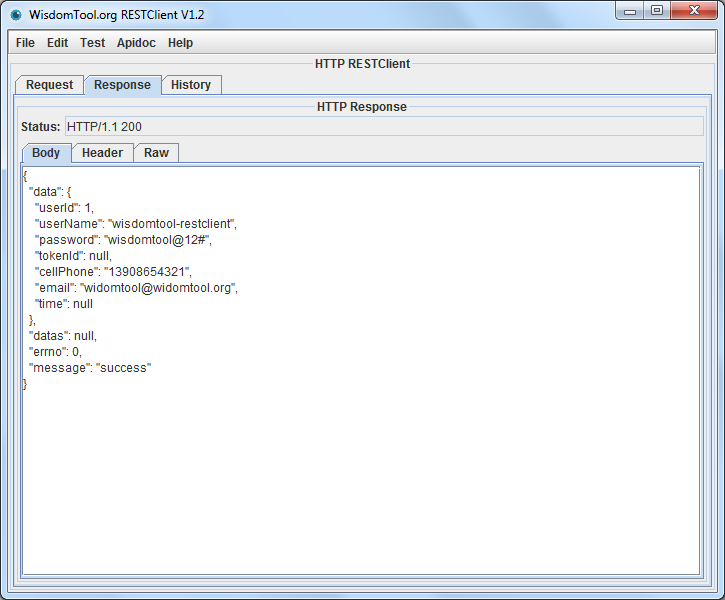 WisdomTool.org RESTClient V1.2
File Edit Test Apidoc Help
HTTP RESTClient
Request Response History
HTTP Response
Status: HTTP/1.1 200
Body Header Raw
{
"data": {
"userId": 1,
"userName": "wisdomtool-restclient",
"password": "wisdomtool@12#",
"tokenId": null,
"cellPhone": "13908654321",
"email": "widomtool@widomtool.org",
"time": null
},
"datas": null,
"errno": 0,
"message": "success"
}